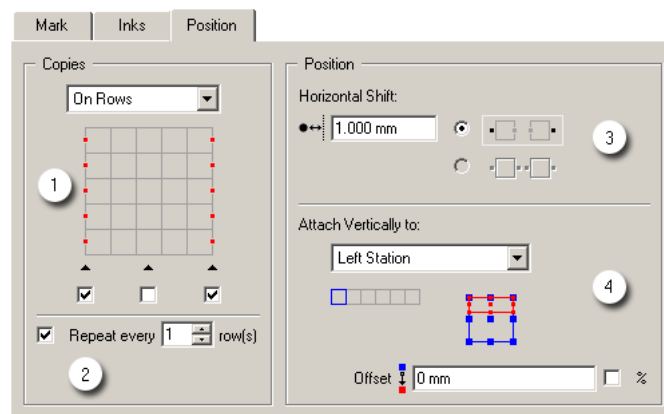 Mark Inks Position
Copies
On Rows
1
Repeat every 1 row(s)
2
Position
Horizontal Shift:
1.000 mm
3
Attach Vertically to:
Left Station
4
Offset 0 mm %